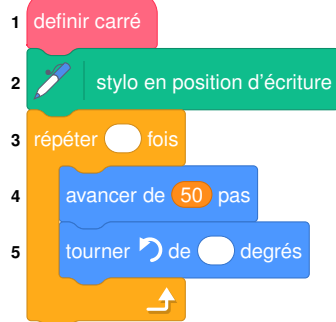 1 definir carré
2 stylo en position d'écriture
3 répéter fois
4 avancer de 50 pas
5 tourner de degrés